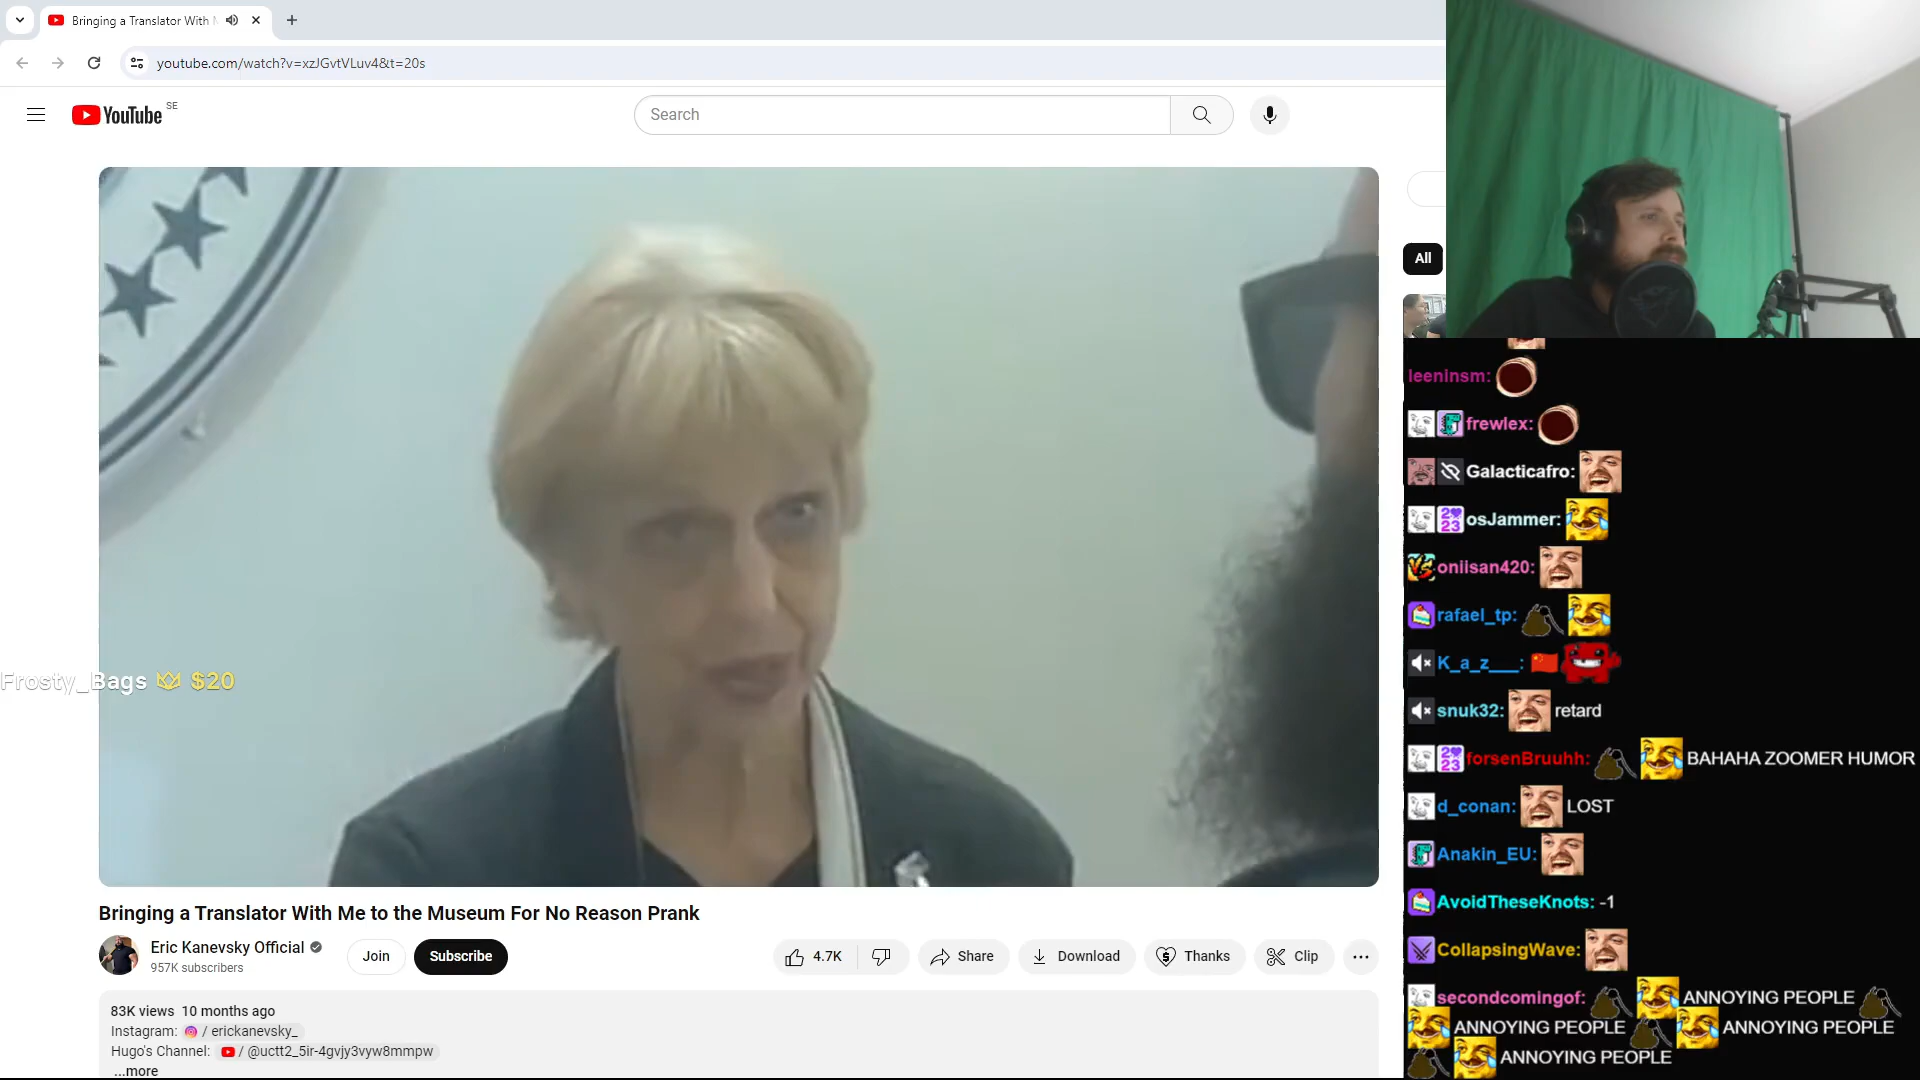 Bringing a Translator With M
youtube.com/watch?v=xzJGvtVLuv4&t=20s
YouTube SE
Search
All
Frosty_Bags $20
Bringing a Translator With Me to the Museum For No Reason Prank
Eric Kanevsky Official
957K subscribers
Join
Subscribe
4.7K
Share
Download
Thanks
Clip
83K views 10 months ago
Instagram: / erickanevsky_
Hugo's Channel: / @uctt2_5ir-4gvjy3vyw8mmpw
...more
leeninsm:
frewlex:
Galacticafro:
osJammer:
oniisan420:
rafael_tp:
K_a_z___:
snuk32: retard
forsenBruuhh: BAHAHA ZOOMER HUMOR
d_conan: LOST
Anakin_EU:
AvoidTheseKnots: -1
CollapsingWave:
secondcomingof: ANNOYING PEOPLE
ANNOYING PEOPLE ANNOYING PEOPLE
ANNOYING PEOPLE